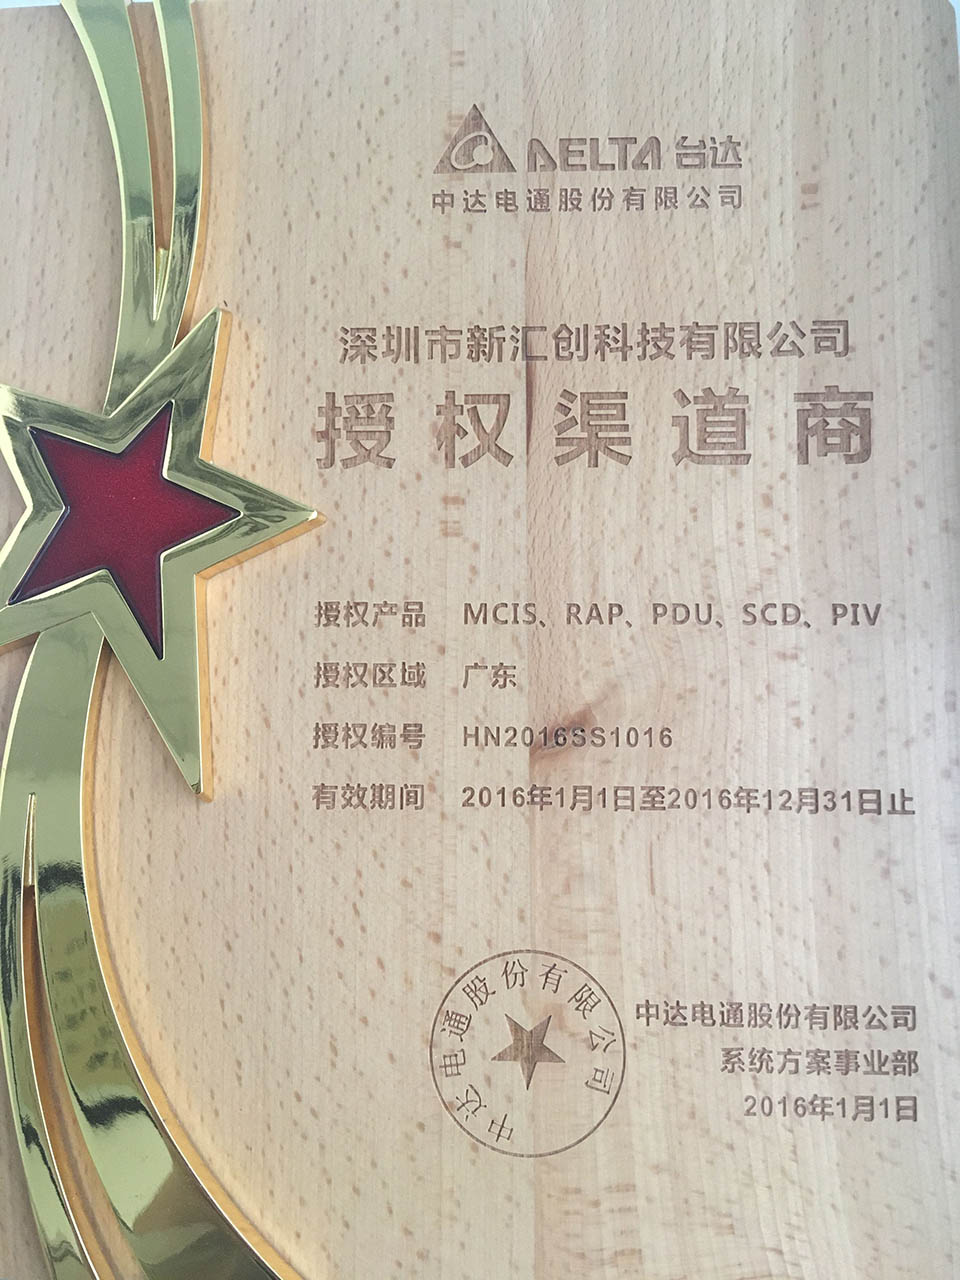 DELTA 台达
中达电通股份有限公司
深圳市新汇创科技有限公司
授权渠道商
授权产品 MCIS、RAP、PDU、SCD、PIV
授权区域 广东
授权编号 HN2016SS1016
有效期间 2016年1月1日至2016年12月31日止
中达电通股份有限公司
中达电通股份有限公司
系统方案事业部
2016年1月1日